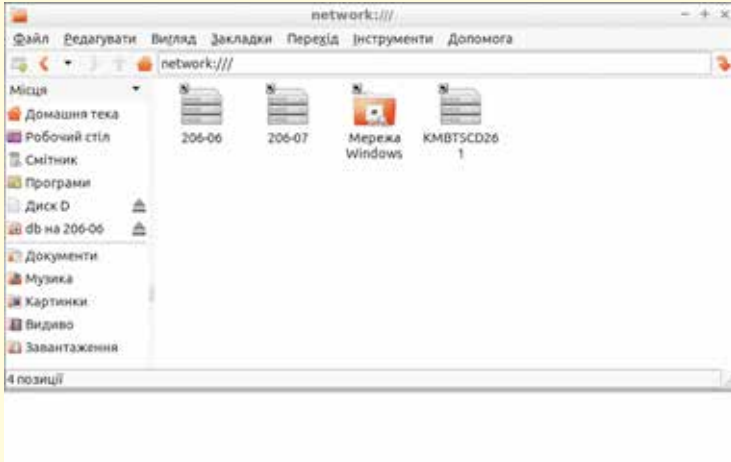 network:///
Файл Редагувати Вигляд Закладки Перехід Інструменти Допомога
network:///
Місця
Домашня тека
Робочий стіл
Смітник
Програми
Диск D
db на 206-06
Документи
Музика
Картинки
Видиво
Завантаження
206-06
206-07
Мережа
Windows
KMBT5CD26
1
4 позиції